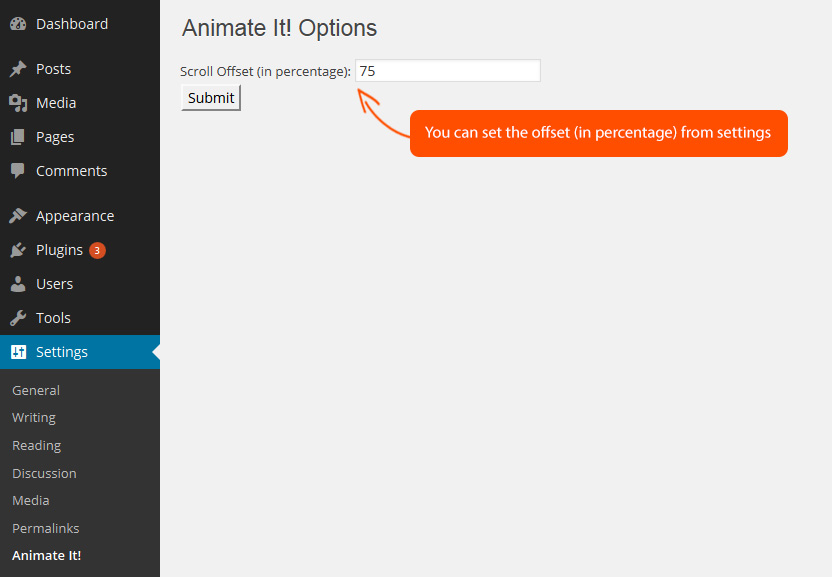 Dashboard
Posts
Media
Pages
Comments
Appearance
Plugins 3
Users
Tools
Settings
General
Writing
Reading
Discussion
Media
Permalinks
Animate It!
Animate It! Options
Scroll Offset (in percentage): 75
Submit
You can set the offset (in percentage) from settings